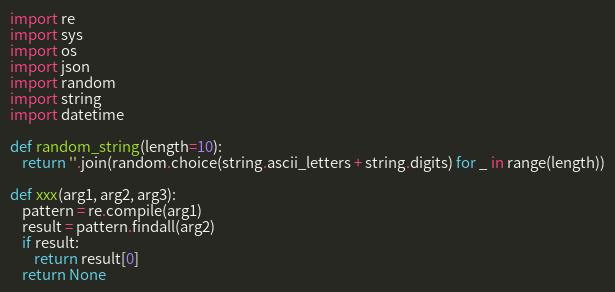 import re
import sys
import os
import json
import random
import string
import datetime

def random_string(length=10):
    return ''.join(random.choice(string.ascii_letters + string.digits) for _ in range(length))

def xxx(arg1, arg2, arg3):
    pattern = re.compile(arg1)
    result = pattern.findall(arg2)
    if result:
        return result[0]
    return None